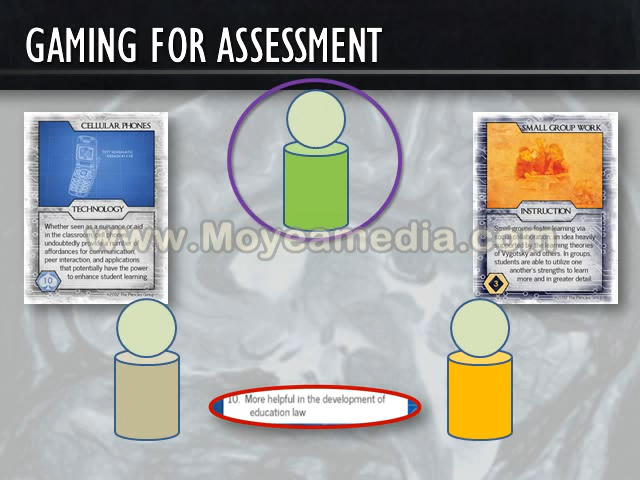 GAMING FOR ASSESSMENT
CELLULAR PHONES
TECHNOLOGY
Whether seen as a nuisance or aid
in the classroom, cell phones
undoubtedly provide a number of
affordances for communication,
peer interaction, and applications
that potentially have the power
to enhance student learning.
10
SMALL GROUP WORK
INSTRUCTION
Small groups foster learning via
social collaboration, an idea heavily
supported by the learning theories
of Vygotsky and others. In groups,
students are able to utilize one
another's strengths to learn
more and in greater detail.
3
www.Moyeamedia.com
10. More helpful in the development of
education law